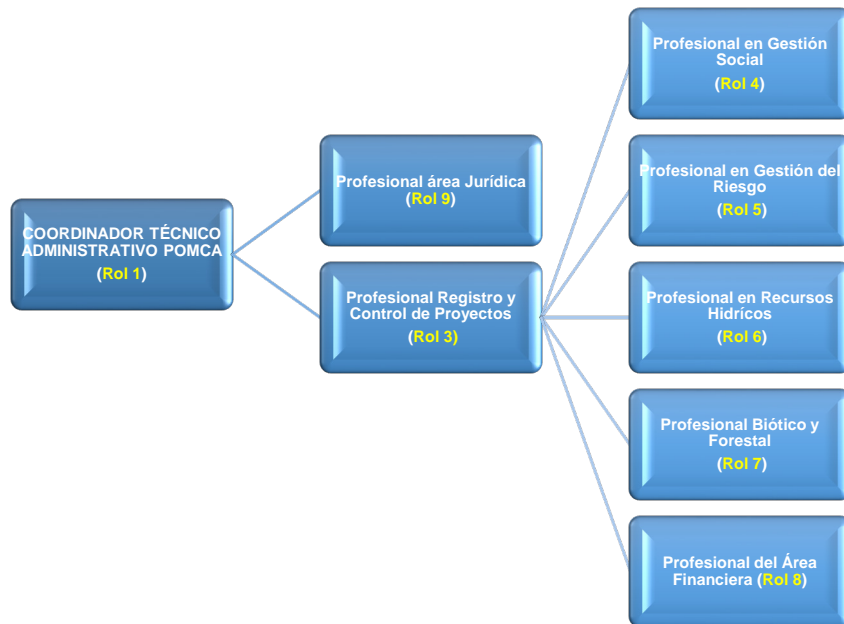 COORDINADOR TÉCNICO
ADMINISTRATIVO POMCA
(Rol 1)
Profesional área Jurídica
(Rol 9)
Profesional Registro y
Control de Proyectos
(Rol 3)
Profesional en Gestión
Social
(Rol 4)
Profesional en Gestión del
Riesgo
(Rol 5)
Profesional en Recursos
Hidrícos
(Rol 6)
Profesional Biótico y
Forestal
(Rol 7)
Profesional del Área
Financiera (Rol 8)